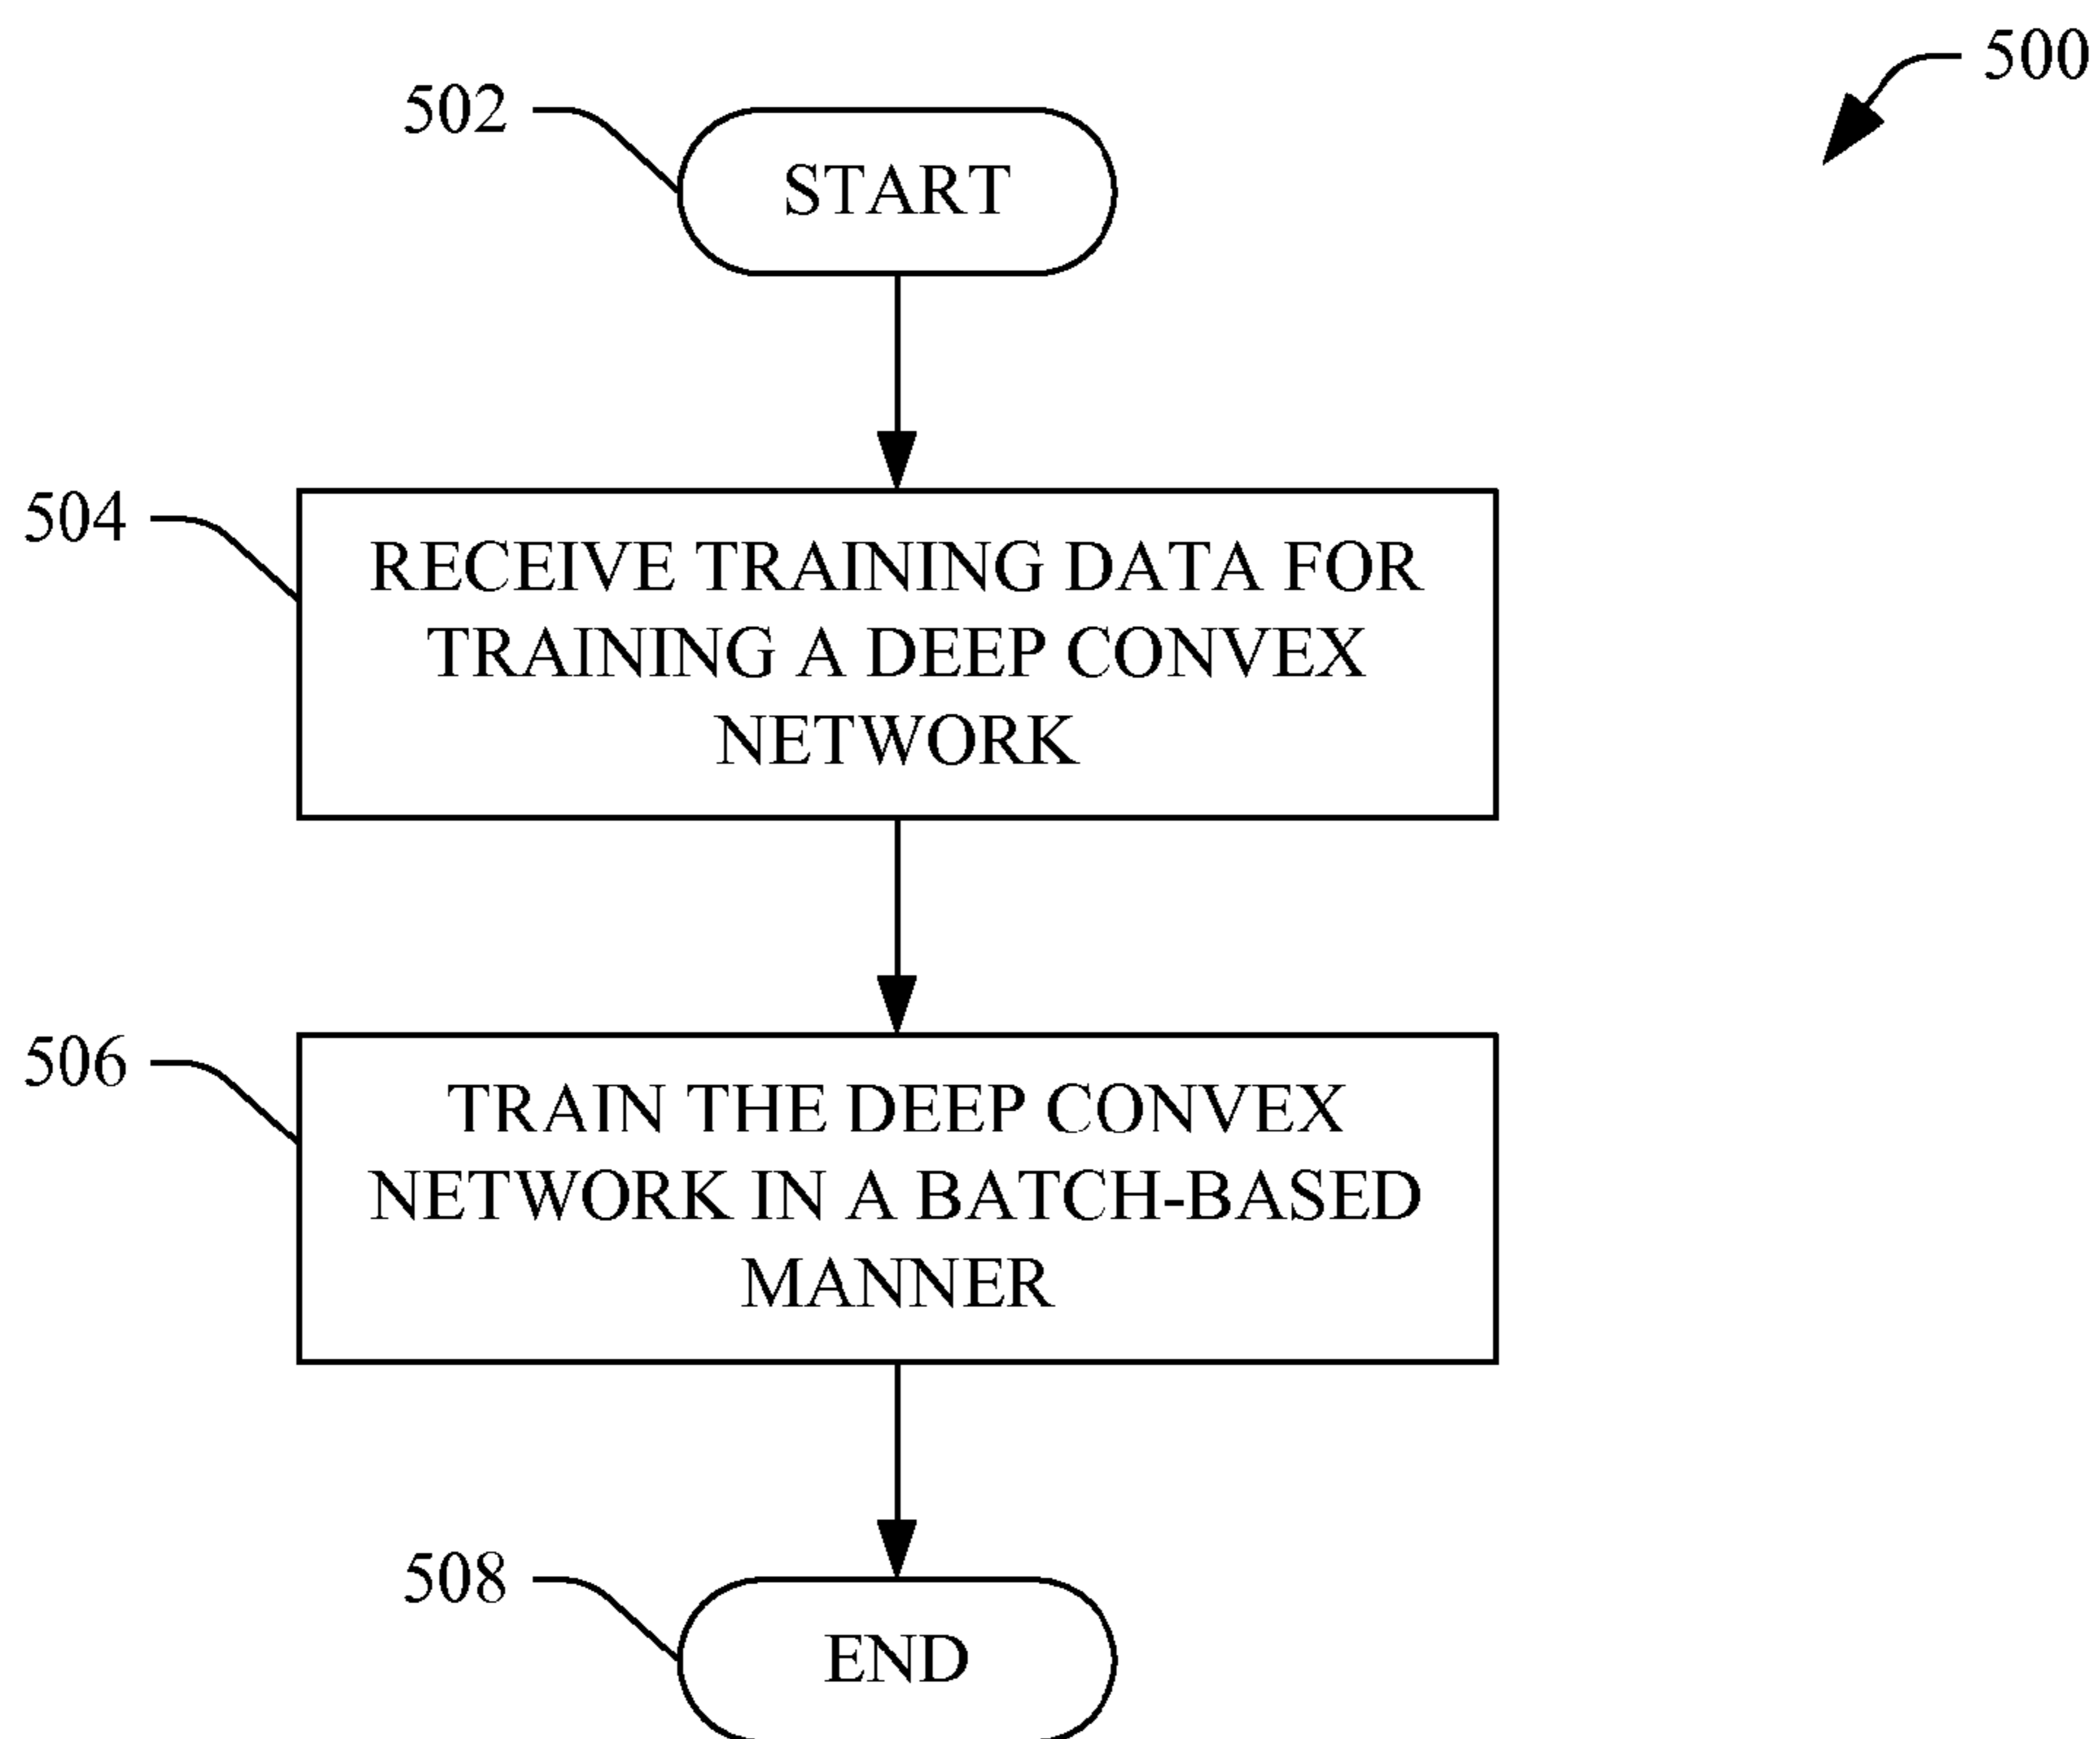 500
502
START
504
RECEIVE TRAINING DATA FOR
TRAINING A DEEP CONVEX
NETWORK
506
TRAIN THE DEEP CONVEX
NETWORK IN A BATCH-BASED
MANNER
508
END